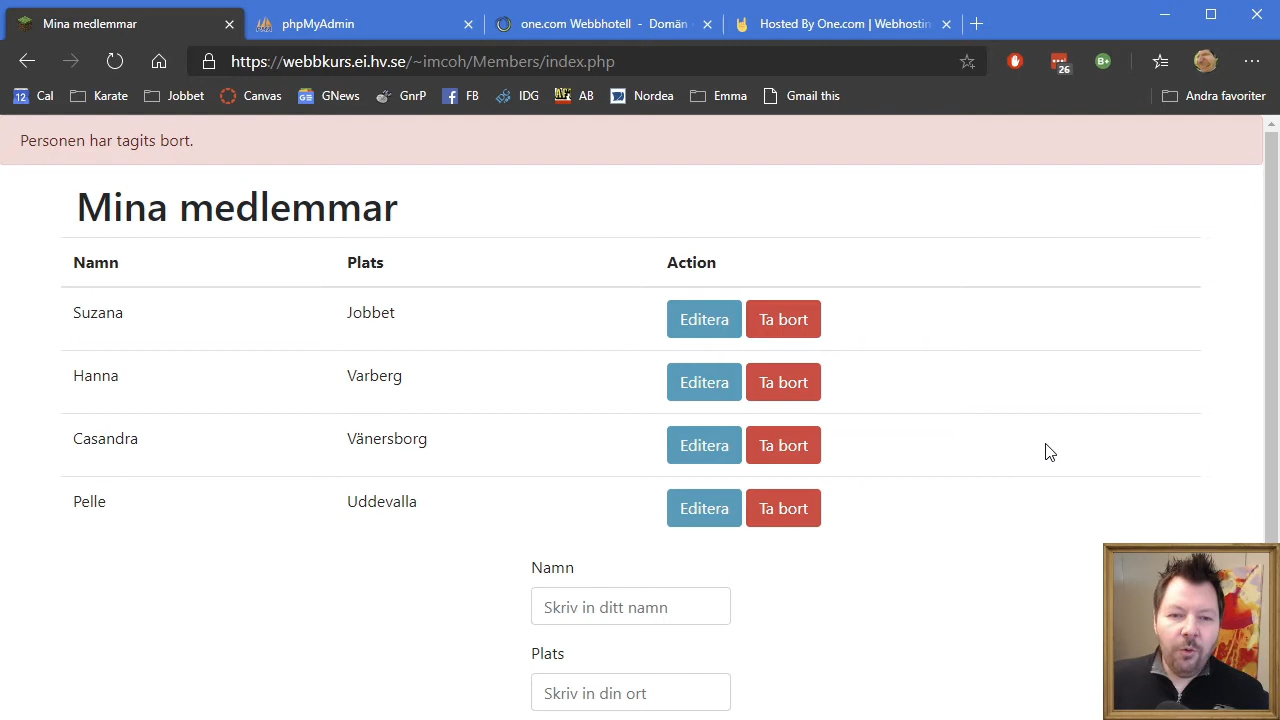 Mina medlemmar
phpMyAdmin
one.com Webbhotell - Domän
Hosted By One.com | Webhostin
https://webbkurs.ei.hv.se/~imcoh/Members/index.php
26
B+
12 Cal
Karate
Jobbet
Canvas
GNews
GnrP
FB
IDG
AB
Nordea
Emma
Gmail this
Andra favoriter
Personen har tagits bort.
Mina medlemmar
Namn Plats Action
Suzana Jobbet Editera Ta bort
Hanna Varberg Editera Ta bort
Casandra Vänersborg Editera Ta bort
Pelle Uddevalla Editera Ta bort
Namn
Skriv in ditt namn
Plats
Skriv in din ort